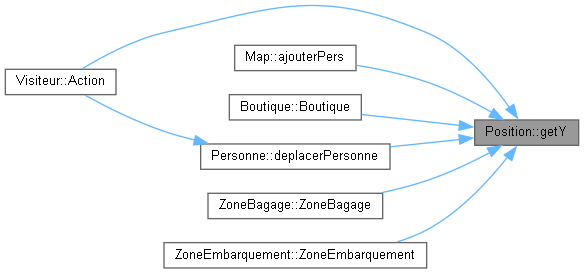 Visiteur::Action
Map::ajouterPers
Boutique::Boutique
Position::getY
Personne::deplacerPersonne
ZoneBagage::ZoneBagage
ZoneEmbarquement::ZoneEmbarquement